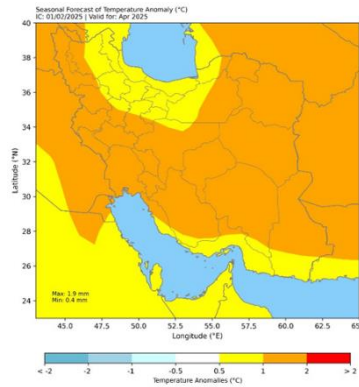 Seasonal Forecast of Temperature Anomaly (°C)
IC: 01/02/2025 | Valid for: Apr 2025
40
38
36
34
32
30
28
26
24
Latitude (°N)
Max: 1.9 mm
Min: 0.4 mm
45.0 47.5 50.0 52.5 55.0 57.5 60.0 62.5 65
Longitude (°E)
< -2 -2 -1 -0.5 0.5 1 2 > 2
Temperature Anomalies (°C)